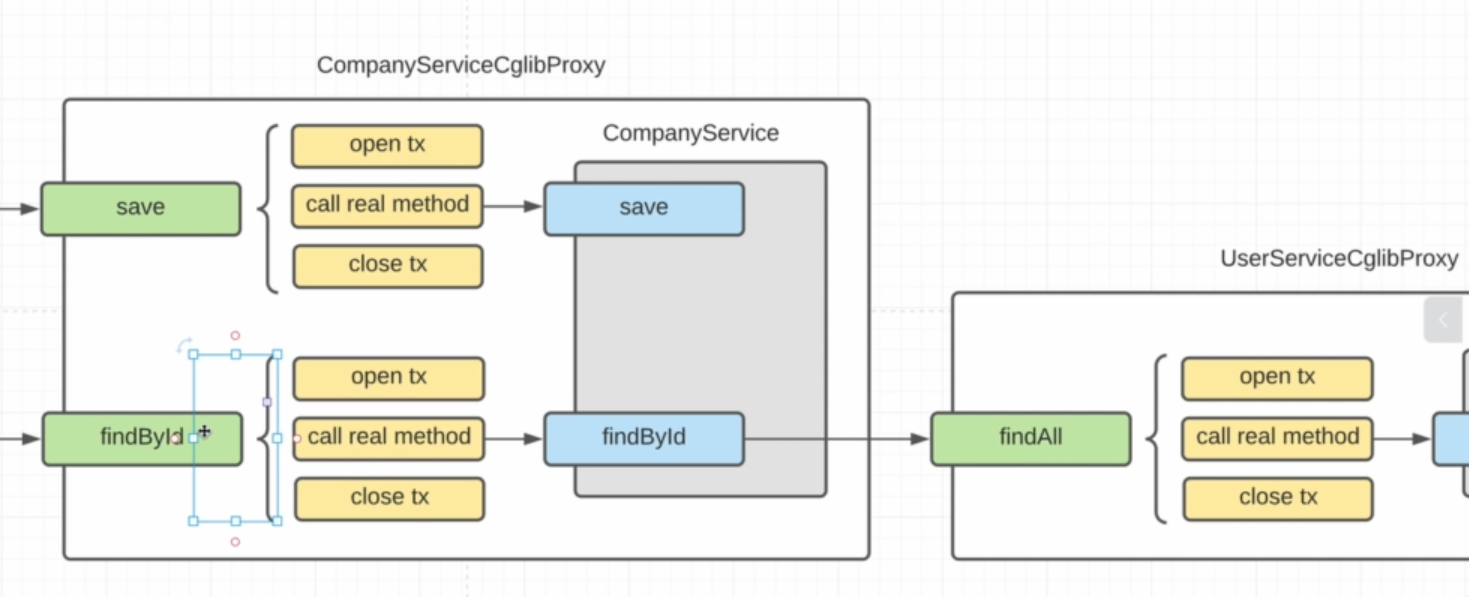 CompanyServiceCglibProxy
CompanyService
open tx
save
call real method
save
close tx
open tx
findById
call real method
findById
close tx
UserServiceCglibProxy
open tx
findAll
call real method
close tx